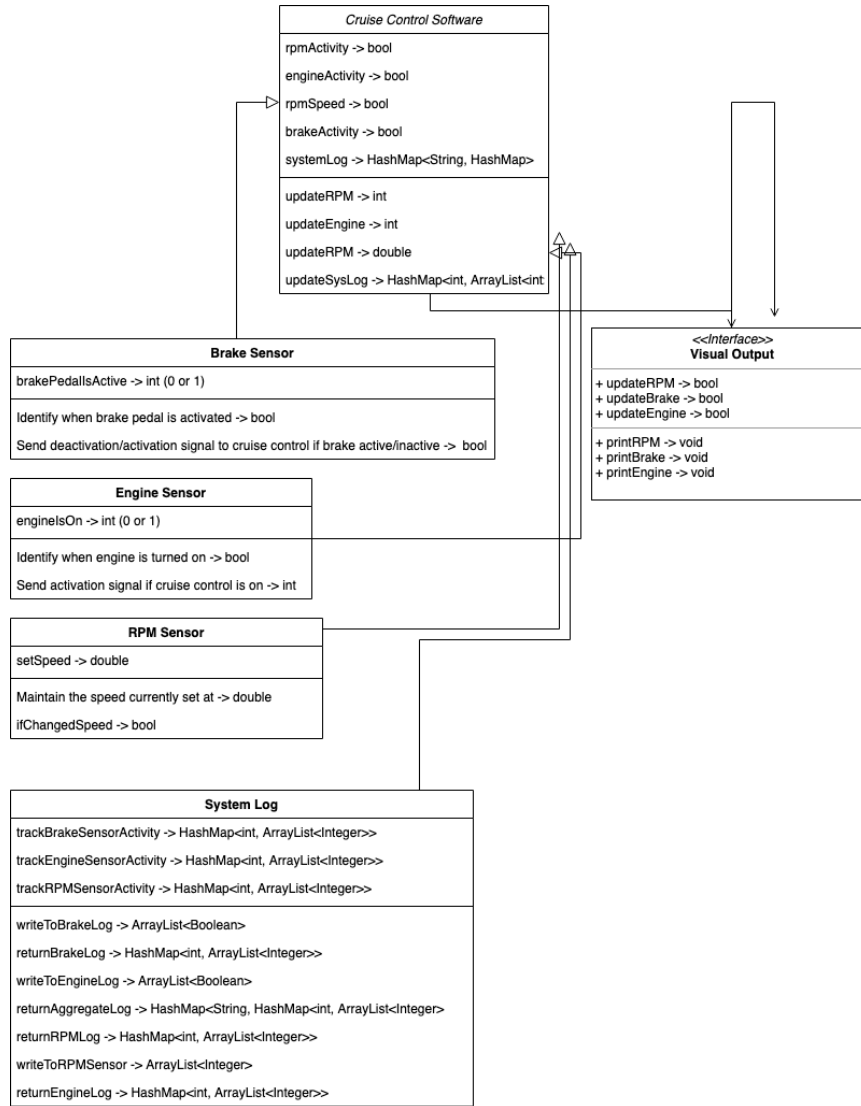 Cruise Control Software
rpmActivity -> bool
engineActivity -> bool
rpmSpeed -> bool
brakeActivity -> bool
systemLog -> HashMap<String, HashMap>
updateRPM -> int
updateEngine -> int
updateRPM -> double
updateSysLog -> HashMap<int, ArrayList<int
<<Interface>>
Visual Output
+ updateRPM -> bool
+ updateBrake -> bool
+ updateEngine -> bool
+ printRPM -> void
+ printBrake -> void
+ printEngine -> void
Brake Sensor
brakePedalIsActive -> int (0 or 1)
Identify when brake pedal is activated -> bool
Send deactivation/activation signal to cruise control if brake active/inactive -> bool
Engine Sensor
engineIsOn -> int (0 or 1)
Identify when engine is turned on -> bool
Send activation signal if cruise control is on -> int
RPM Sensor
setSpeed -> double
Maintain the speed currently set at -> double
ifChangedSpeed -> bool
System Log
trackBrakeSensorActivity -> HashMap<int, ArrayList<Integer>>
trackEngineSensorActivity -> HashMap<int, ArrayList<Integer>>
trackRPMSensorActivity -> HashMap<int, ArrayList<Integer>>
writeToBrakeLog -> ArrayList<Boolean>
returnBrakeLog -> HashMap<int, ArrayList<Integer>>
writeToEngineLog -> ArrayList<Boolean>
returnAggregateLog -> HashMap<String, HashMap<int, ArrayList<Integer>
returnRPMLog -> HashMap<int, ArrayList<Integer>>
writeToRPMSensor -> ArrayList<Integer>
returnEngineLog -> HashMap<int, ArrayList<Integer>>